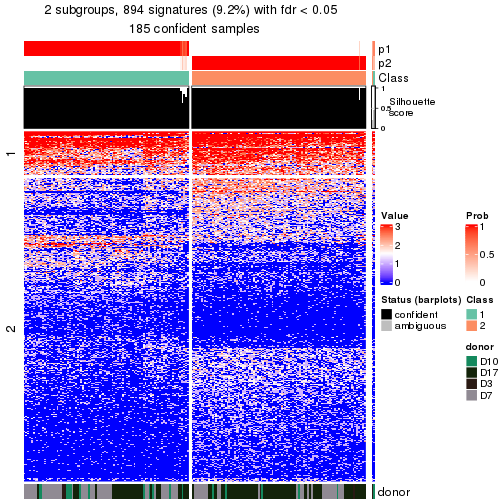 2 subgroups, 894 signatures (9.2%) with fdr < 0.05
185 confident samples
p1
p2
Class
1
0.5
0
Silhouette
score
1
2
Value
3
2
1
0
Prob
1
0.5
0
Status (barplots)
confident
ambiguous
Class
1
2
donor
D10
D17
D3
D7
donor